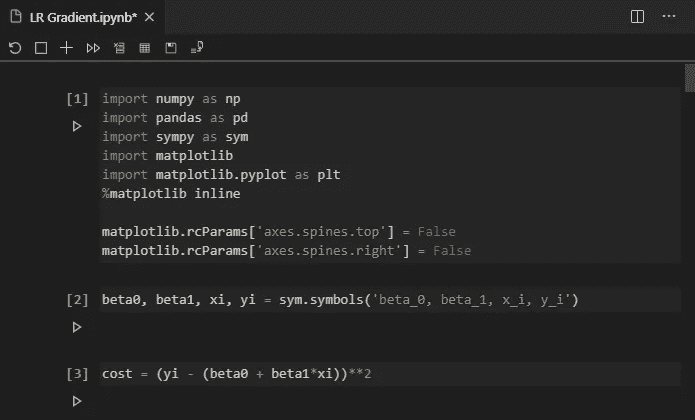 LR Gradient.ipynb*
[1]
import numpy as np
import pandas as pd
import sympy as sym
import matplotlib
import matplotlib.pyplot as plt
%matplotlib inline
matplotlib.rcParams['axes.spines.top'] = False
matplotlib.rcParams['axes.spines.right'] = False
[2]
beta0, beta1, xi, yi = sym.symbols('beta_0, beta_1, x_i, y_i')
[3]
cost = (yi - (beta0 + beta1*xi))**2